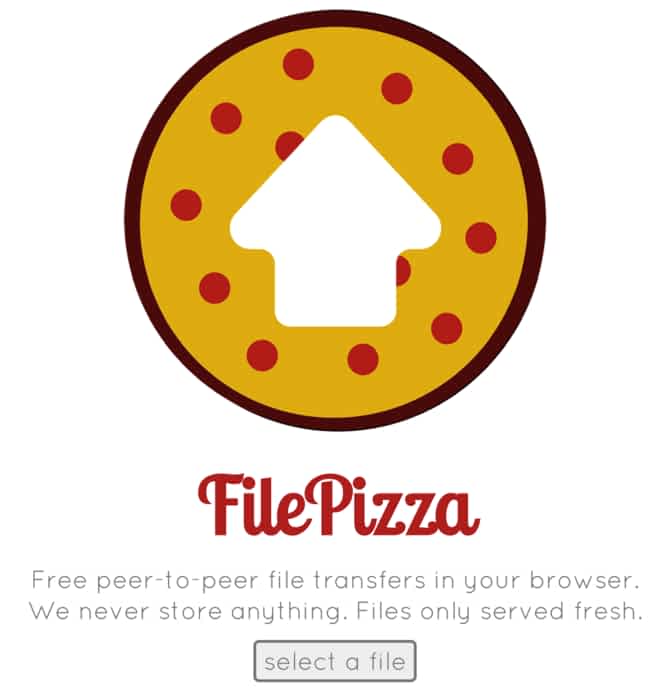 FilePizza
Free peer-to-peer file transfers in your browser.
We never store anything. Files only served fresh.
select a file